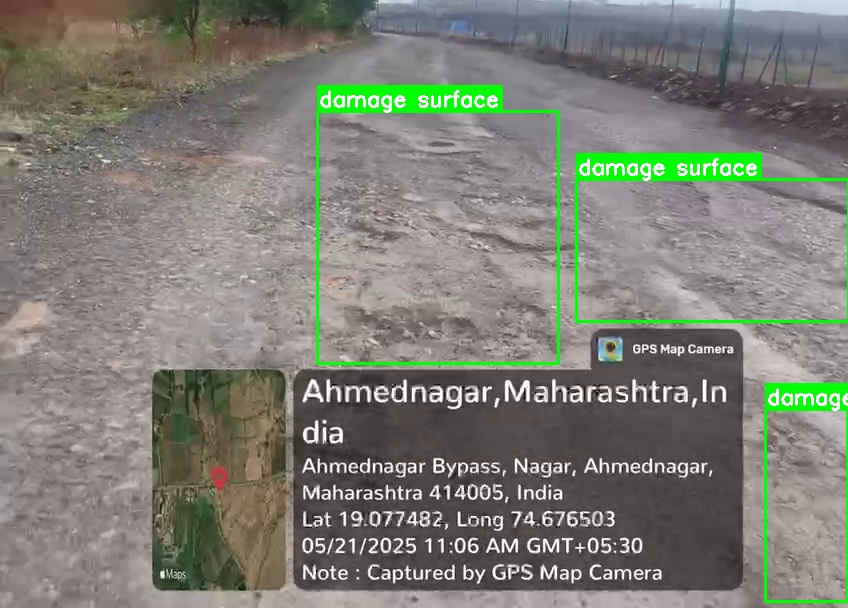 damage surface
damage surface
GPS Map Camera
damage
Ahmednagar,Maharashtra,In
dia
Ahmednagar Bypass, Nagar, Ahmednagar,
Maharashtra 414005, India
Lat 19.077482, Long 74.676503
05/21/2025 11:06 AM GMT+05:30
Note : Captured by GPS Map Camera
Maps